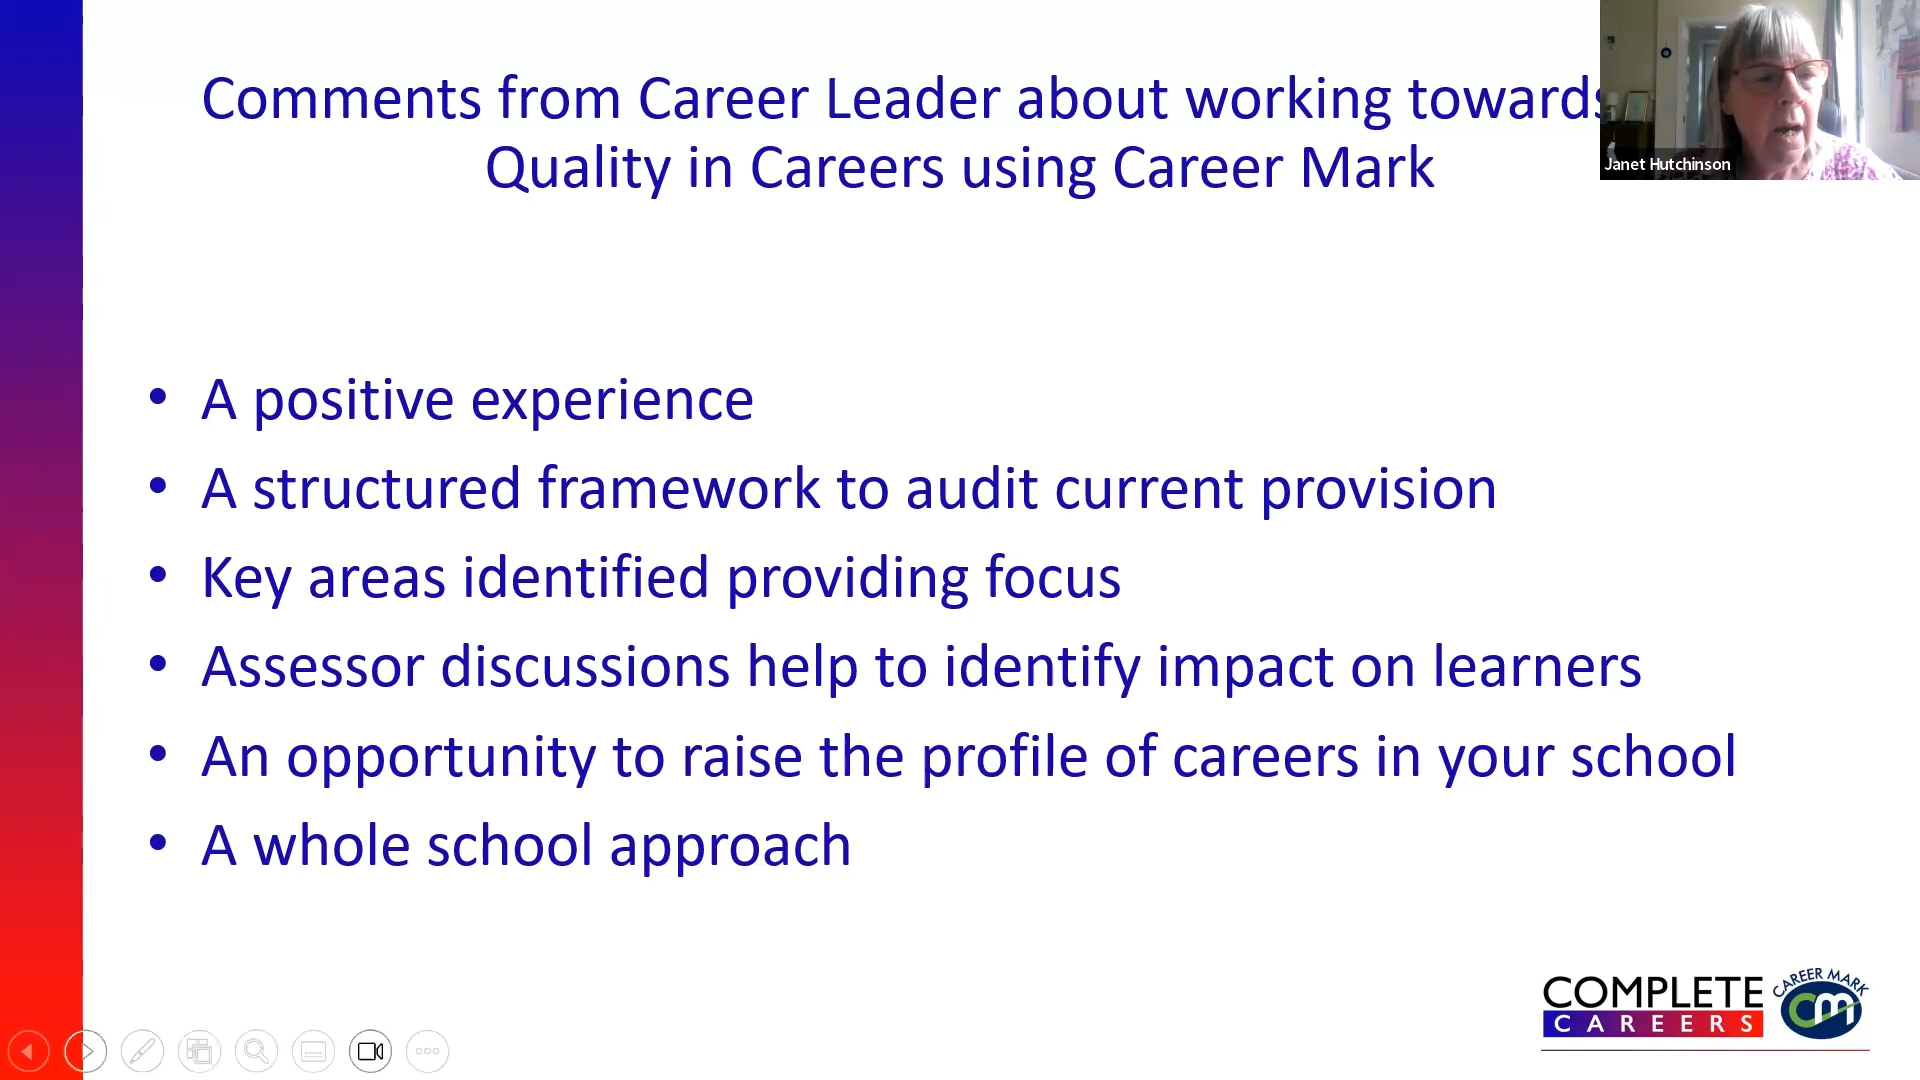 Comments from Career Leader about working towards
Quality in Careers using Career Mark
Janet Hutchinson
• A positive experience
• A structured framework to audit current provision
• Key areas identified providing focus
• Assessor discussions help to identify impact on learners
• An opportunity to raise the profile of careers in your school
• A whole school approach
COMPLETE
CAREERS
CAREER MARK
cm